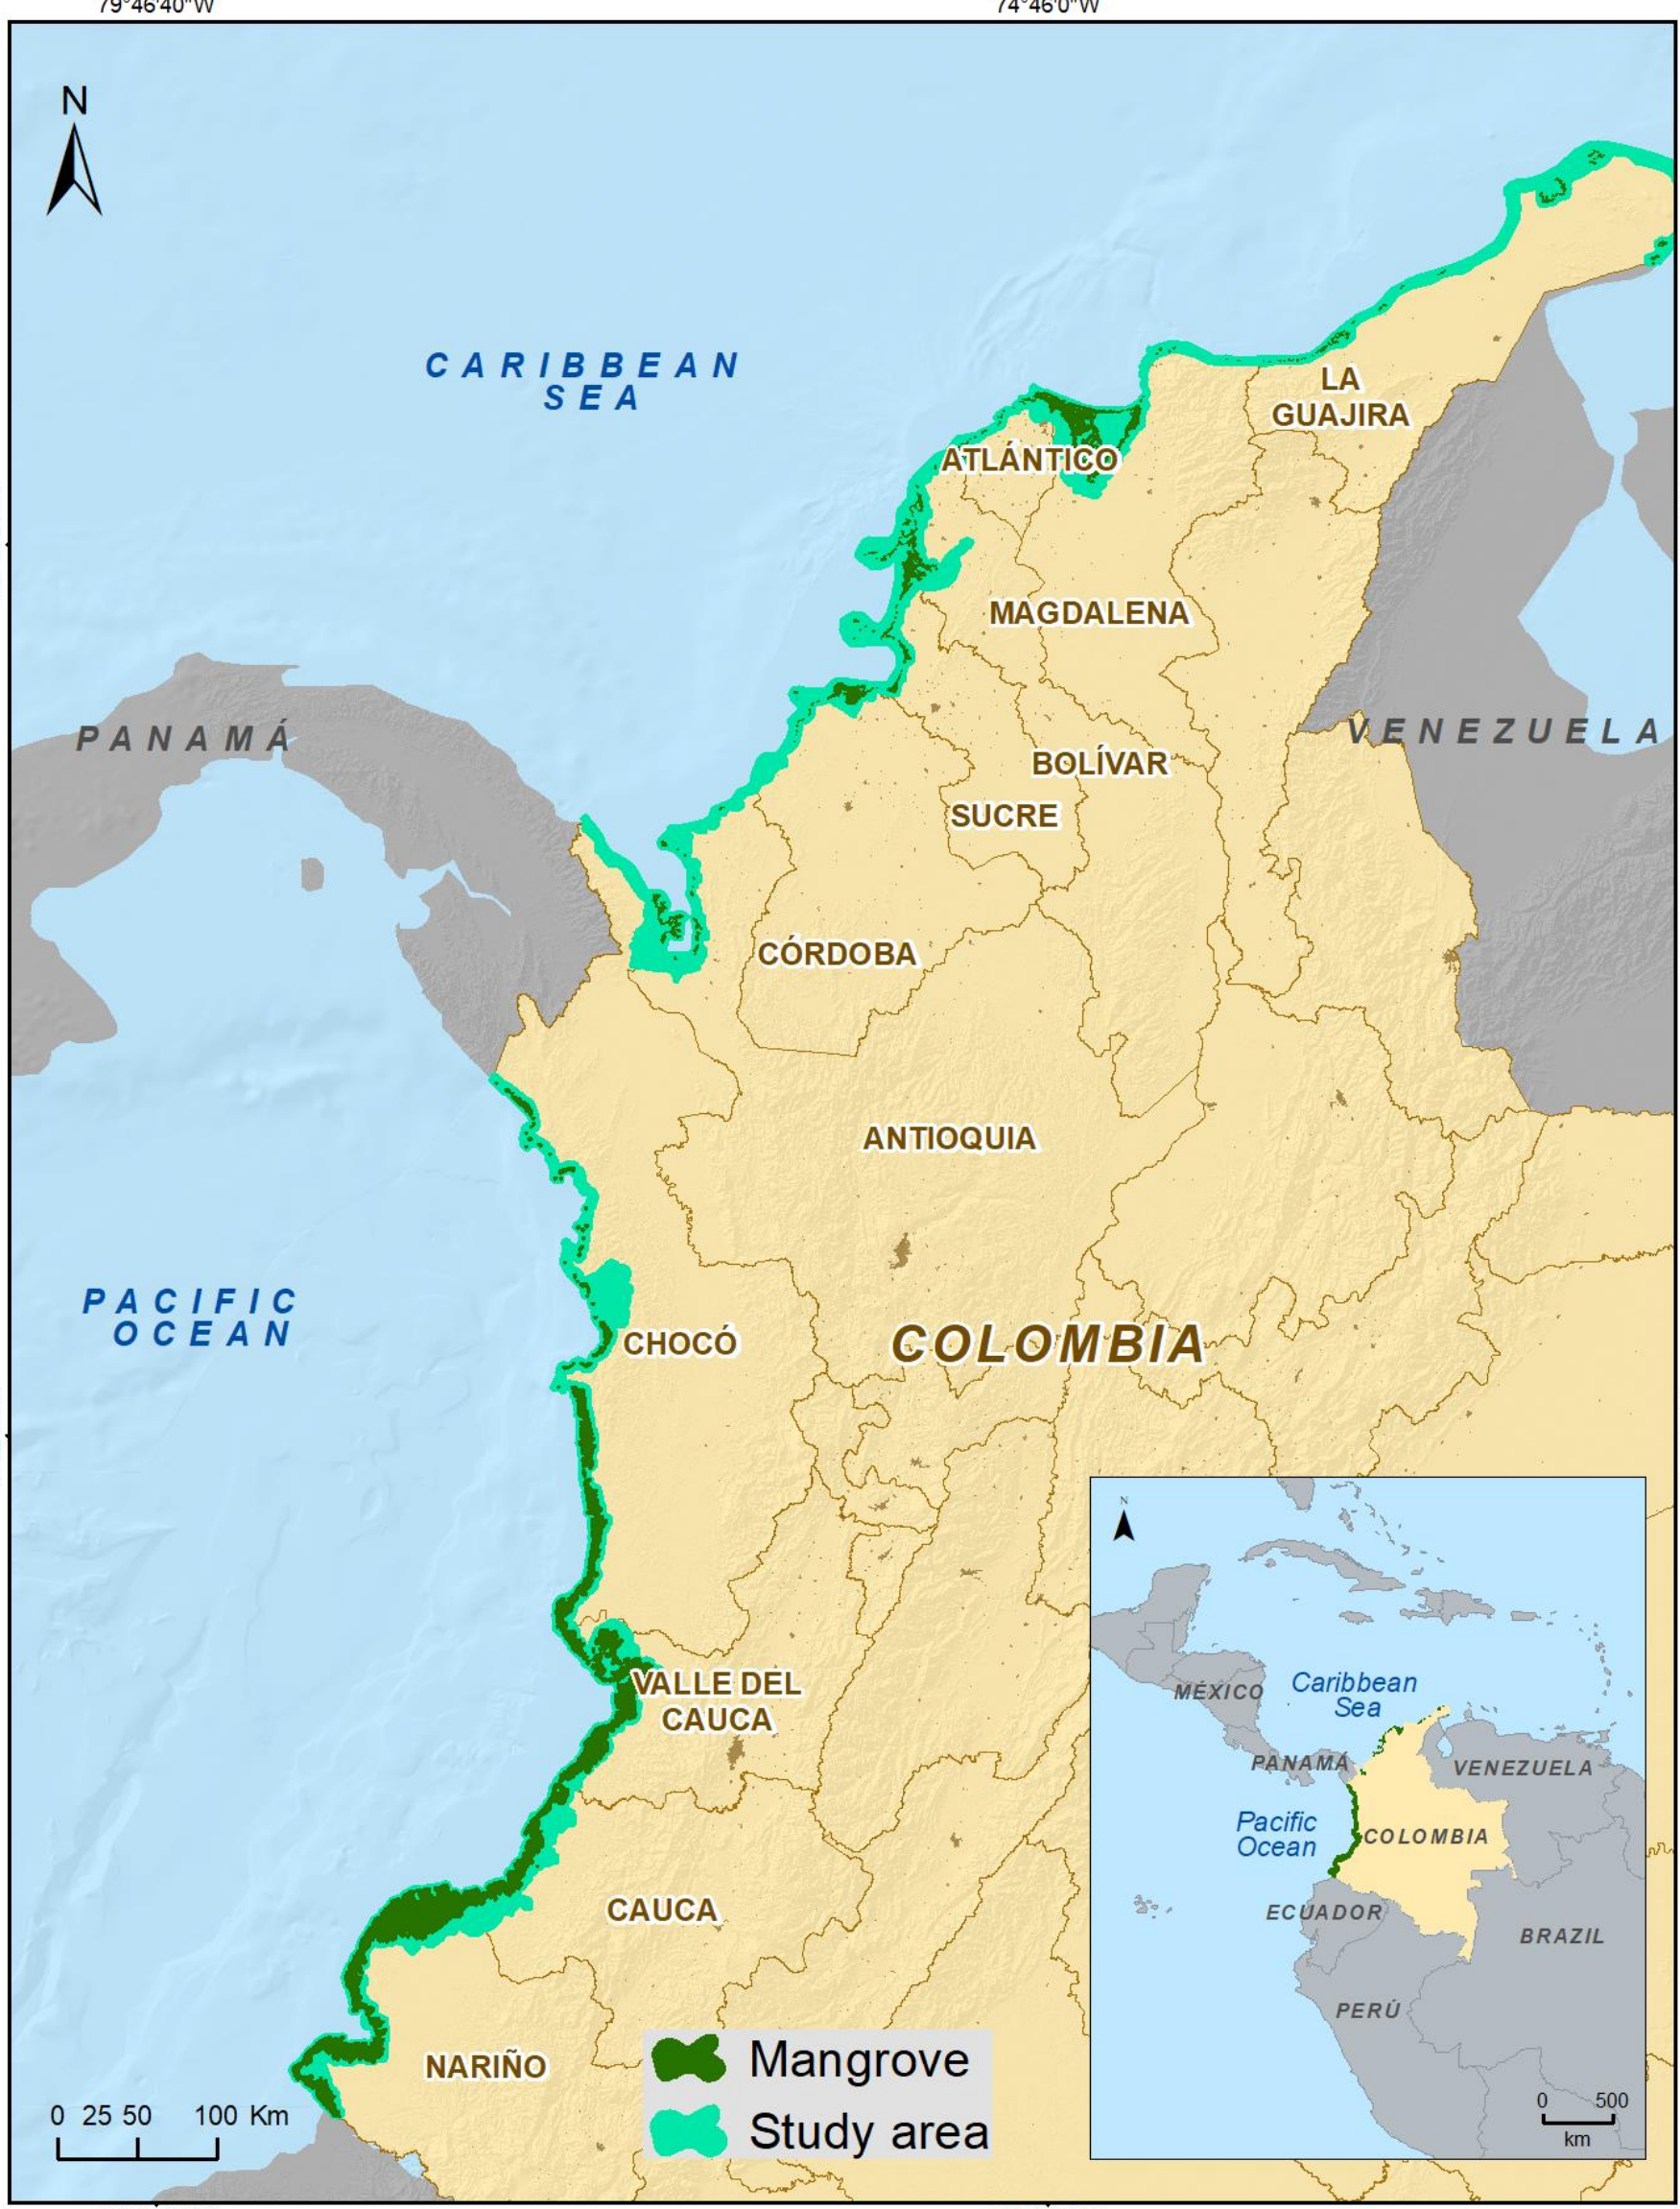 79°46'40"W
74°46'0"W
N
CARIBBEAN
SEA
LA
GUAJIRA
ATLÁNTICO
MAGDALENA
PANAMÁ
VENEZUELA
BOLÍVAR
SUCRE
CÓRDOBA
ANTIOQUIA
PACIFIC
OCEAN
CHOCÓ
COLOMBIA
VALLE DEL
CAUCA
CAUCA
NARIÑO
Mangrove
Study area
0 25 50 100 Km
N
MÉXICO
Caribbean
Sea
PANAMÁ
VENEZUELA
Pacific
Ocean
COLOMBIA
ECUADOR
BRAZIL
PERÚ
0 500
km